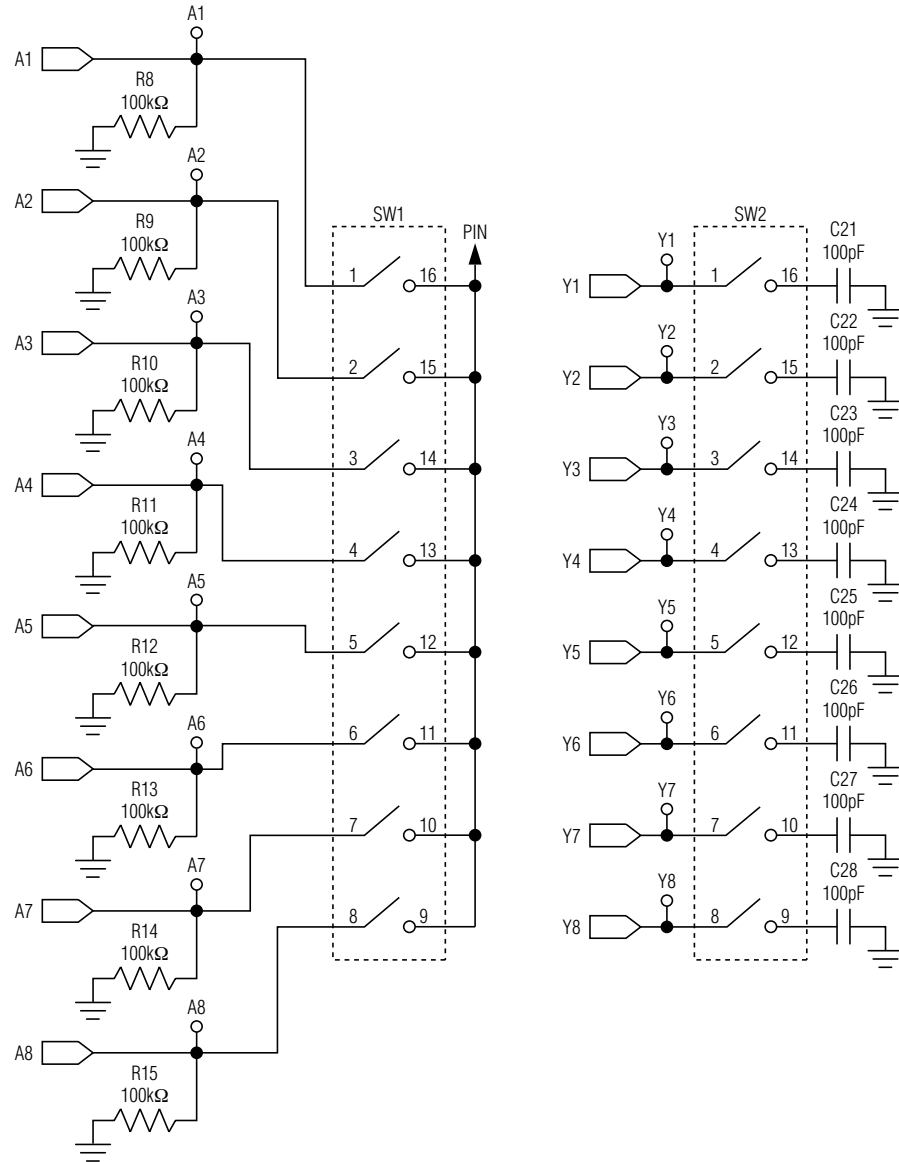 A1
A1
R8
100kΩ
A2
A2
R9
100kΩ
A3
A3
R10
100kΩ
A4
A4
R11
100kΩ
A5
A5
R12
100kΩ
A6
A6
R13
100kΩ
A7
A7
R14
100kΩ
A8
A8
R15
100kΩ
SW1
PIN
1 16
2 15
3 14
4 13
5 12
6 11
7 10
8 9
SW2
Y1
Y1
1 16
C21
100pF
Y2
Y2
2 15
C22
100pF
Y3
Y3
3 14
C23
100pF
Y4
Y4
4 13
C24
100pF
Y5
Y5
5 12
C25
100pF
Y6
Y6
6 11
C26
100pF
Y7
Y7
7 10
C27
100pF
Y8
Y8
8 9
C28
100pF